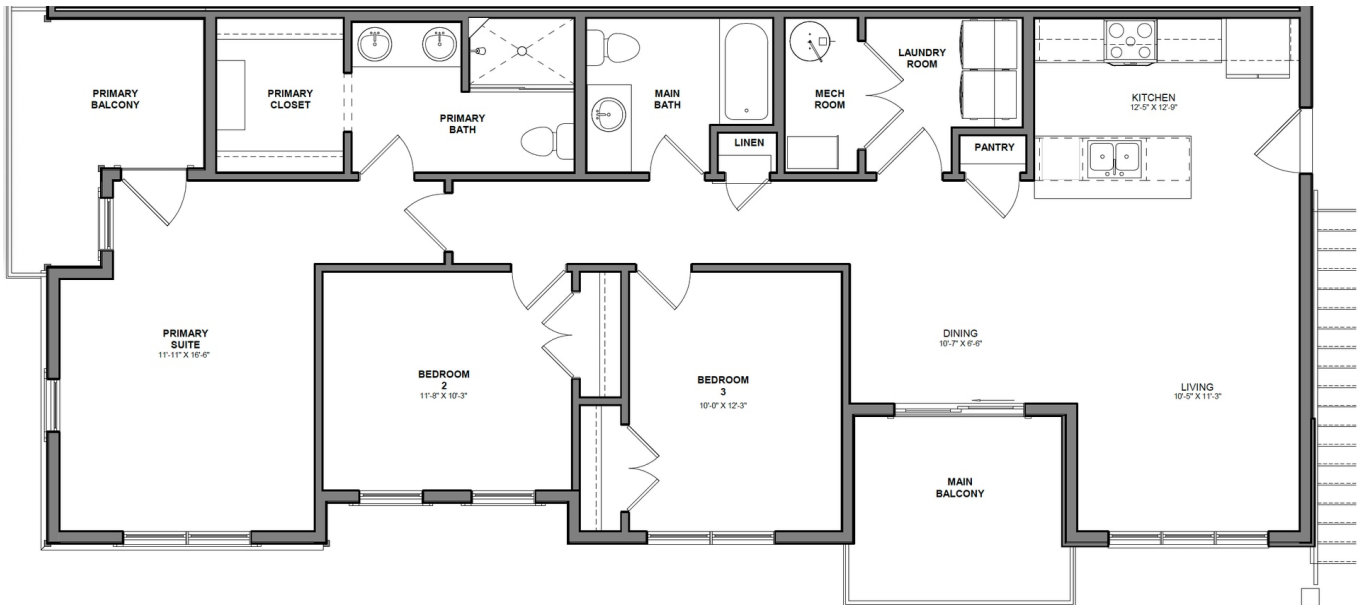 PRIMARY
BALCONY
PRIMARY
CLOSET
PRIMARY
BATH
MAIN
BATH
LINEN
MECH
ROOM
LAUNDRY
ROOM
PANTRY
KITCHEN
12'-5" X 12'-9"
PRIMARY
SUITE
11'-11" X 16'-6"
BEDROOM
2
11'-8" X 10'-3"
BEDROOM
3
10'-0" X 12'-3"
DINING
10'-7" X 6'-6"
LIVING
10'-5" X 11'-3"
MAIN
BALCONY